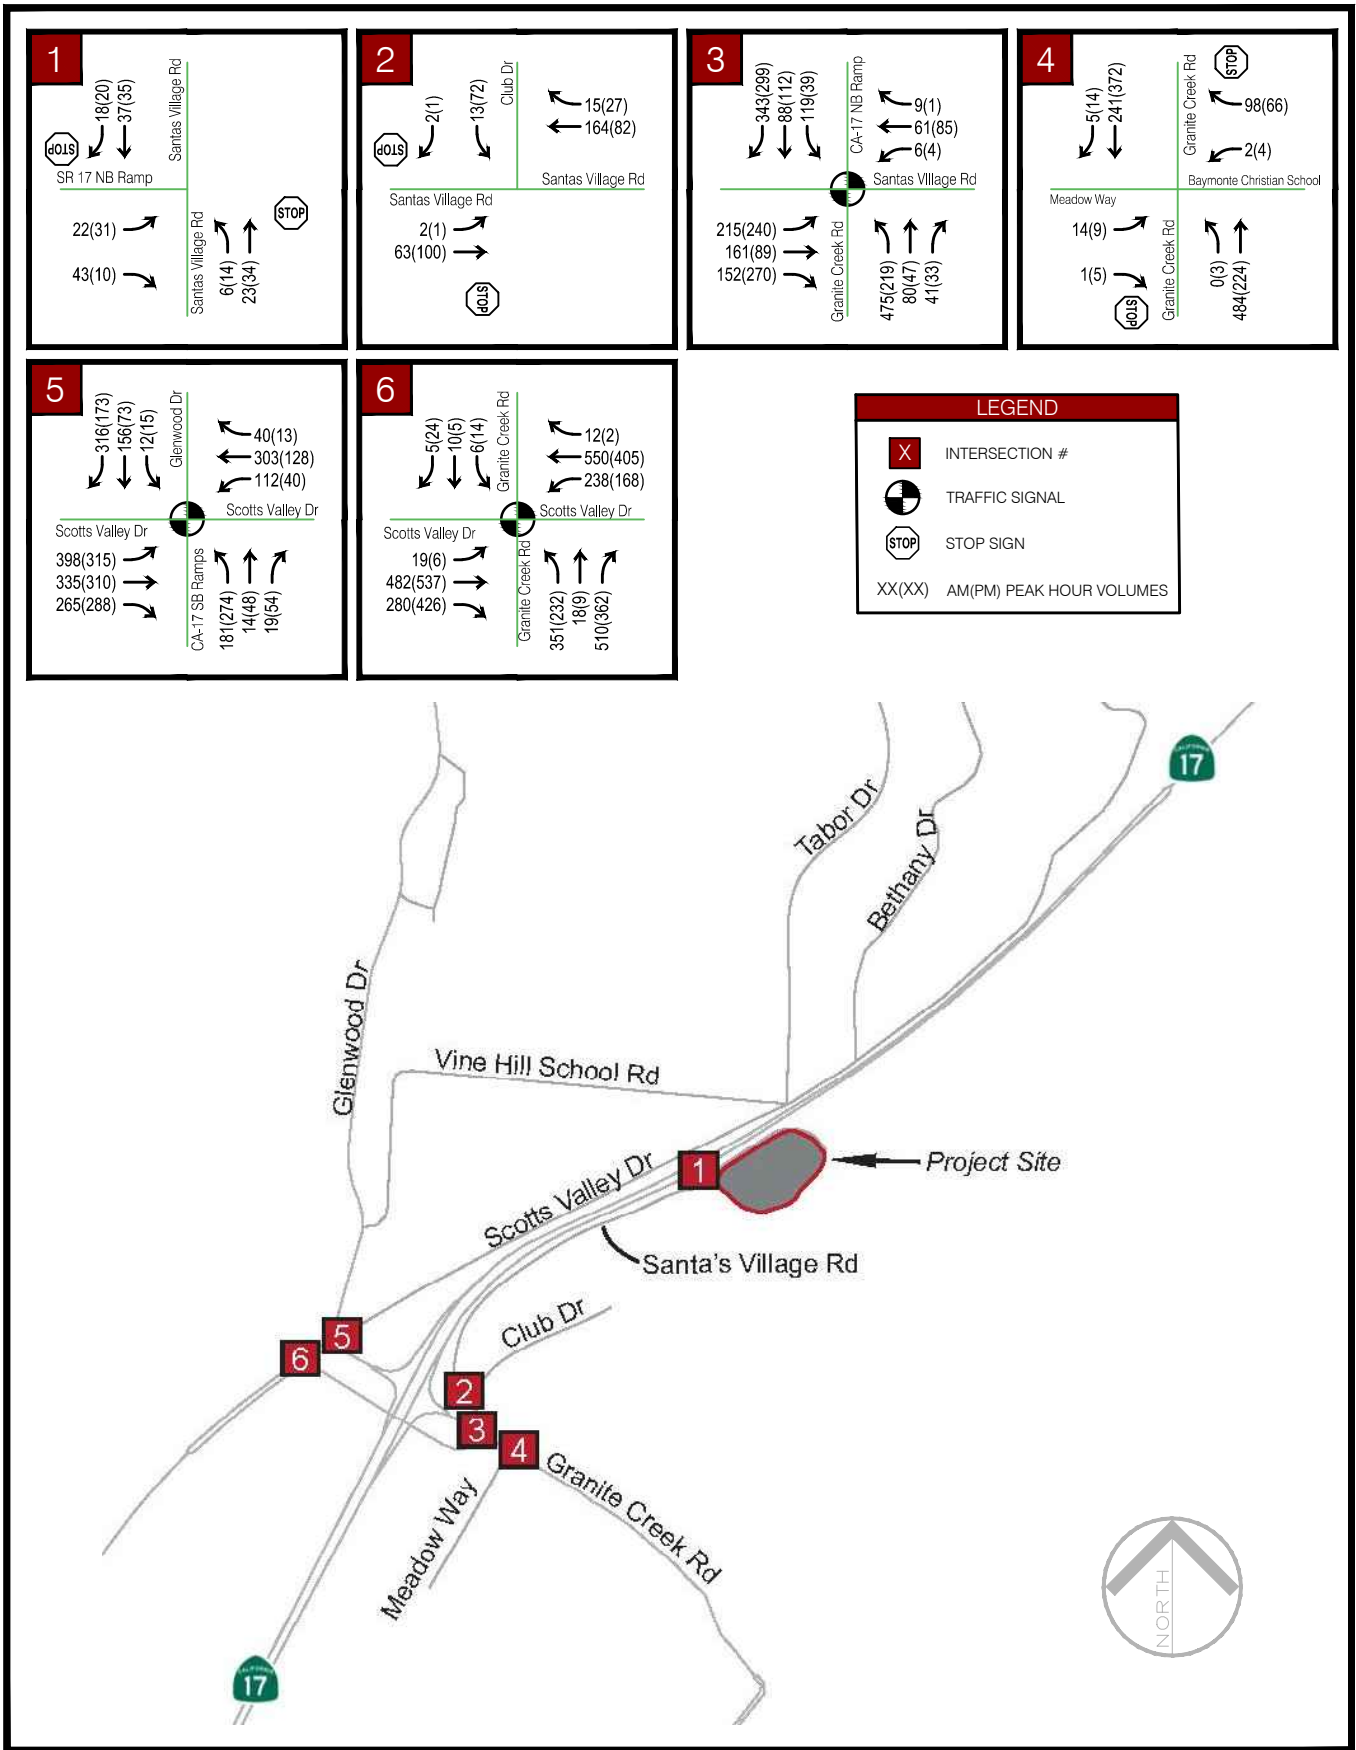 1
18(20)
37(35)
Santas Village Rd
STOP
SR 17 NB Ramp
22(31)
43(10)
Santas Village Rd
6(14)
23(34)
STOP
2
2(1)
13(72)
Club Dr
15(27)
164(82)
STOP
Santas Village Rd
Santas Village Rd
2(1)
63(100)
STOP
3
343(299)
88(112)
119(39)
CA-17 NB Ramp
9(1)
61(85)
6(4)
Santas VIllage Rd
215(240)
161(89)
152(270)
Granite Creek Rd
475(219)
80(47)
41(33)
4
5(14)
241(372)
Granite Creek Rd
STOP
98(66)
2(4)
Baymonte Christian School
Meadow Way
14(9)
1(5)
STOP
Granite Creek Rd
0(3)
484(224)
5
316(173)
156(73)
12(15)
Glenwood Dr
40(13)
303(128)
112(40)
Scotts Valley Dr
Scotts Valley Dr
398(315)
335(310)
265(288)
CA-17 SB Ramps
181(274)
14(48)
19(54)
6
5(24)
10(5)
6(14)
Granite Creek Rd
12(2)
550(405)
238(168)
Scotts Valley Dr
Scotts Valley Dr
19(6)
482(537)
280(426)
Granite Creek Rd
351(232)
18(9)
510(362)
LEGEND
X INTERSECTION #
TRAFFIC SIGNAL
STOP STOP SIGN
XX(XX) AM(PM) PEAK HOUR VOLUMES
CALIFORNIA
17
Tabor Dr
Bethany Dr
Glenwood Dr
Vine Hill School Rd
1
Project Site
Scotts Valley Dr
Santa's Village Rd
Club Dr
5
6
2
3
4
Granite Creek Rd
Meadow Way
NORTH
CALIFORNIA
17